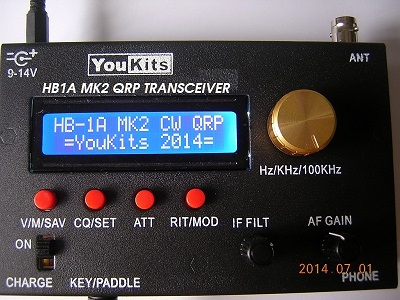 9-14V
YouKits
ANT
HB1A MK2 QRP TRANSCEIVER
HB-1A MK2 CW QRP
=YouKits 2014=
Hz/KHz/100KHz
V/M/SAV CQ/SET ATT RIT/MOD IF FILT AF GAIN
ON
2014.07.01
CHARGE KEY/PADDLE PHONE